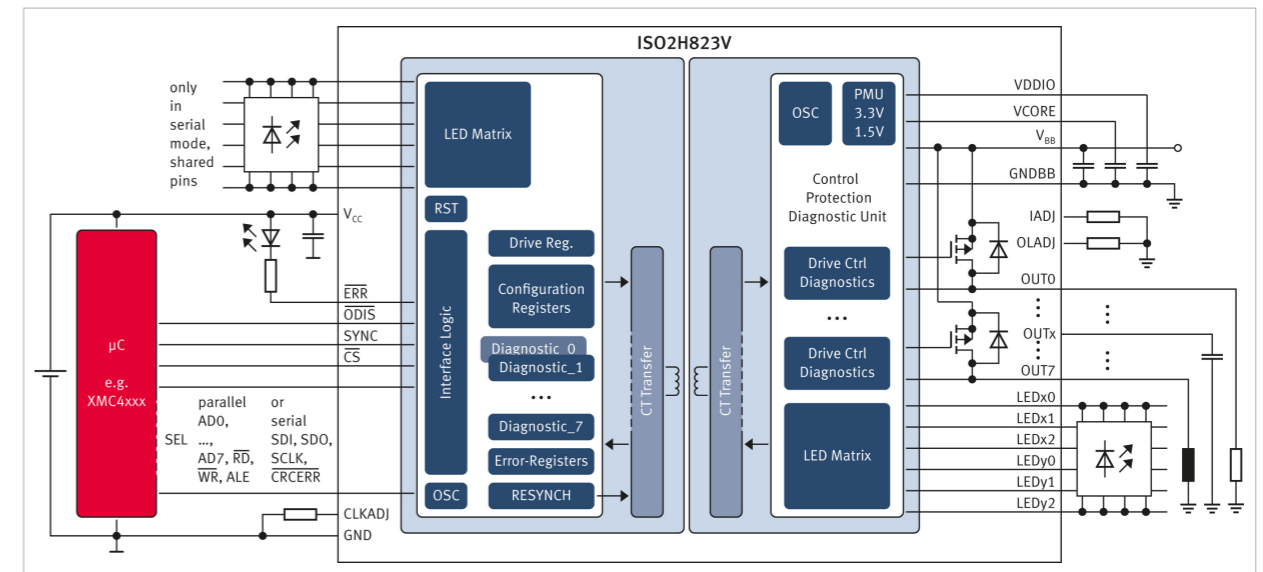 ISO2H823V
only
in
serial
mode,
shared
pins
LED Matrix
RST
VCC
ERR
ODIS
SYNC
CS
µC
e.g.
XMC4xxx
SEL
parallel
AD0,
...,
AD7, RD,
WR, ALE
or
serial
SDI, SDO,
SCLK,
CRCERR
CLKADJ
GND
Interface Logic
OSC
Drive Reg.
Configuration
Registers
Diagnostic_0
Diagnostic_1
...
Diagnostic_7
Error-Registers
RESYNCH
CT Transfer
CT Transfer
OSC
PMU
3.3V
1.5V
Control
Protection
Diagnostic Unit
Drive Ctrl
Diagnostics
...
Drive Ctrl
Diagnostics
LED Matrix
VDDIO
VCORE
VBB
GNDBB
IADJ
OLADJ
OUT0
OUTx
OUT7
LEDx0
LEDx1
LEDx2
LEDy0
LEDy1
LEDy2